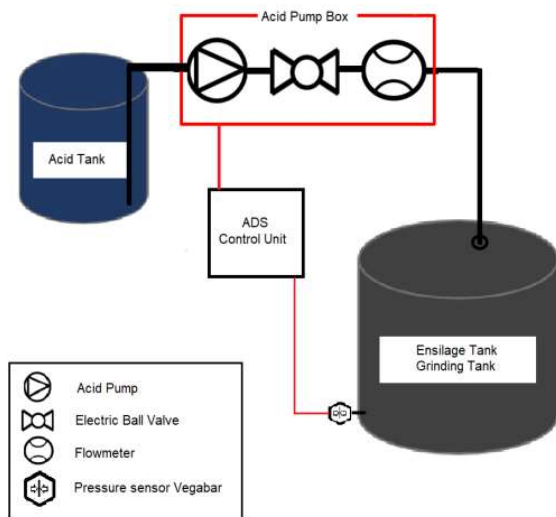 Acid Pump Box
Acid Tank
ADS
Control Unit
Ensilage Tank
Grinding Tank
Acid Pump
Electric Ball Valve
Flowmeter
Pressure sensor Vegabar